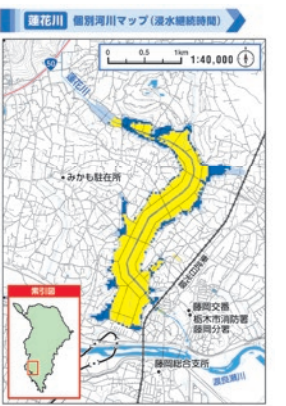 蓮花川 個別河川マップ（浸水継続時間）
0 0.5 1km 1:40,000
50
蓮花川
・みかも駐在所
索引図
藤岡交番
栃木市消防署
藤岡分署
藤岡総合支所
渡良瀬川